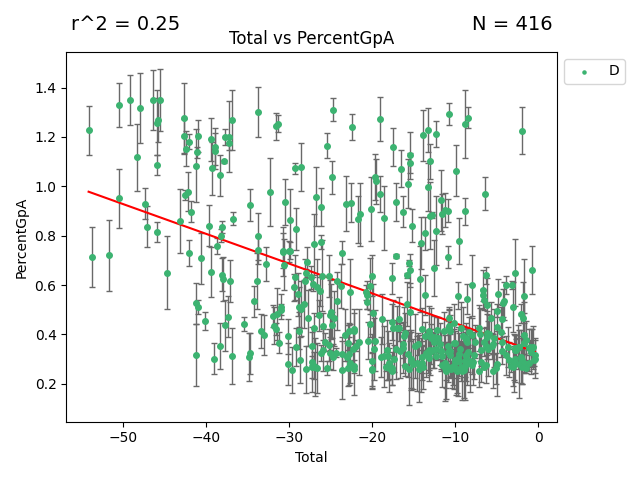 r^2 = 0.25
N = 416
Total vs PercentGpA
D
PercentGpA
1.4
1.2
1.0
0.8
0.6
0.4
0.2
−50
−40
−30
−20
−10
0
Total